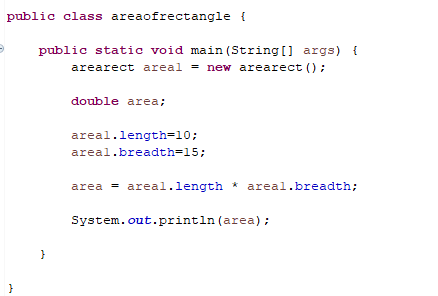 public class areaofrectangle {
public static void main(String[] args) {
arearect area1 = new arearect();
double area;
area1.length=10;
area1.breadth=15;
area = area1.length * area1.breadth;
System.out.println(area);
}
}